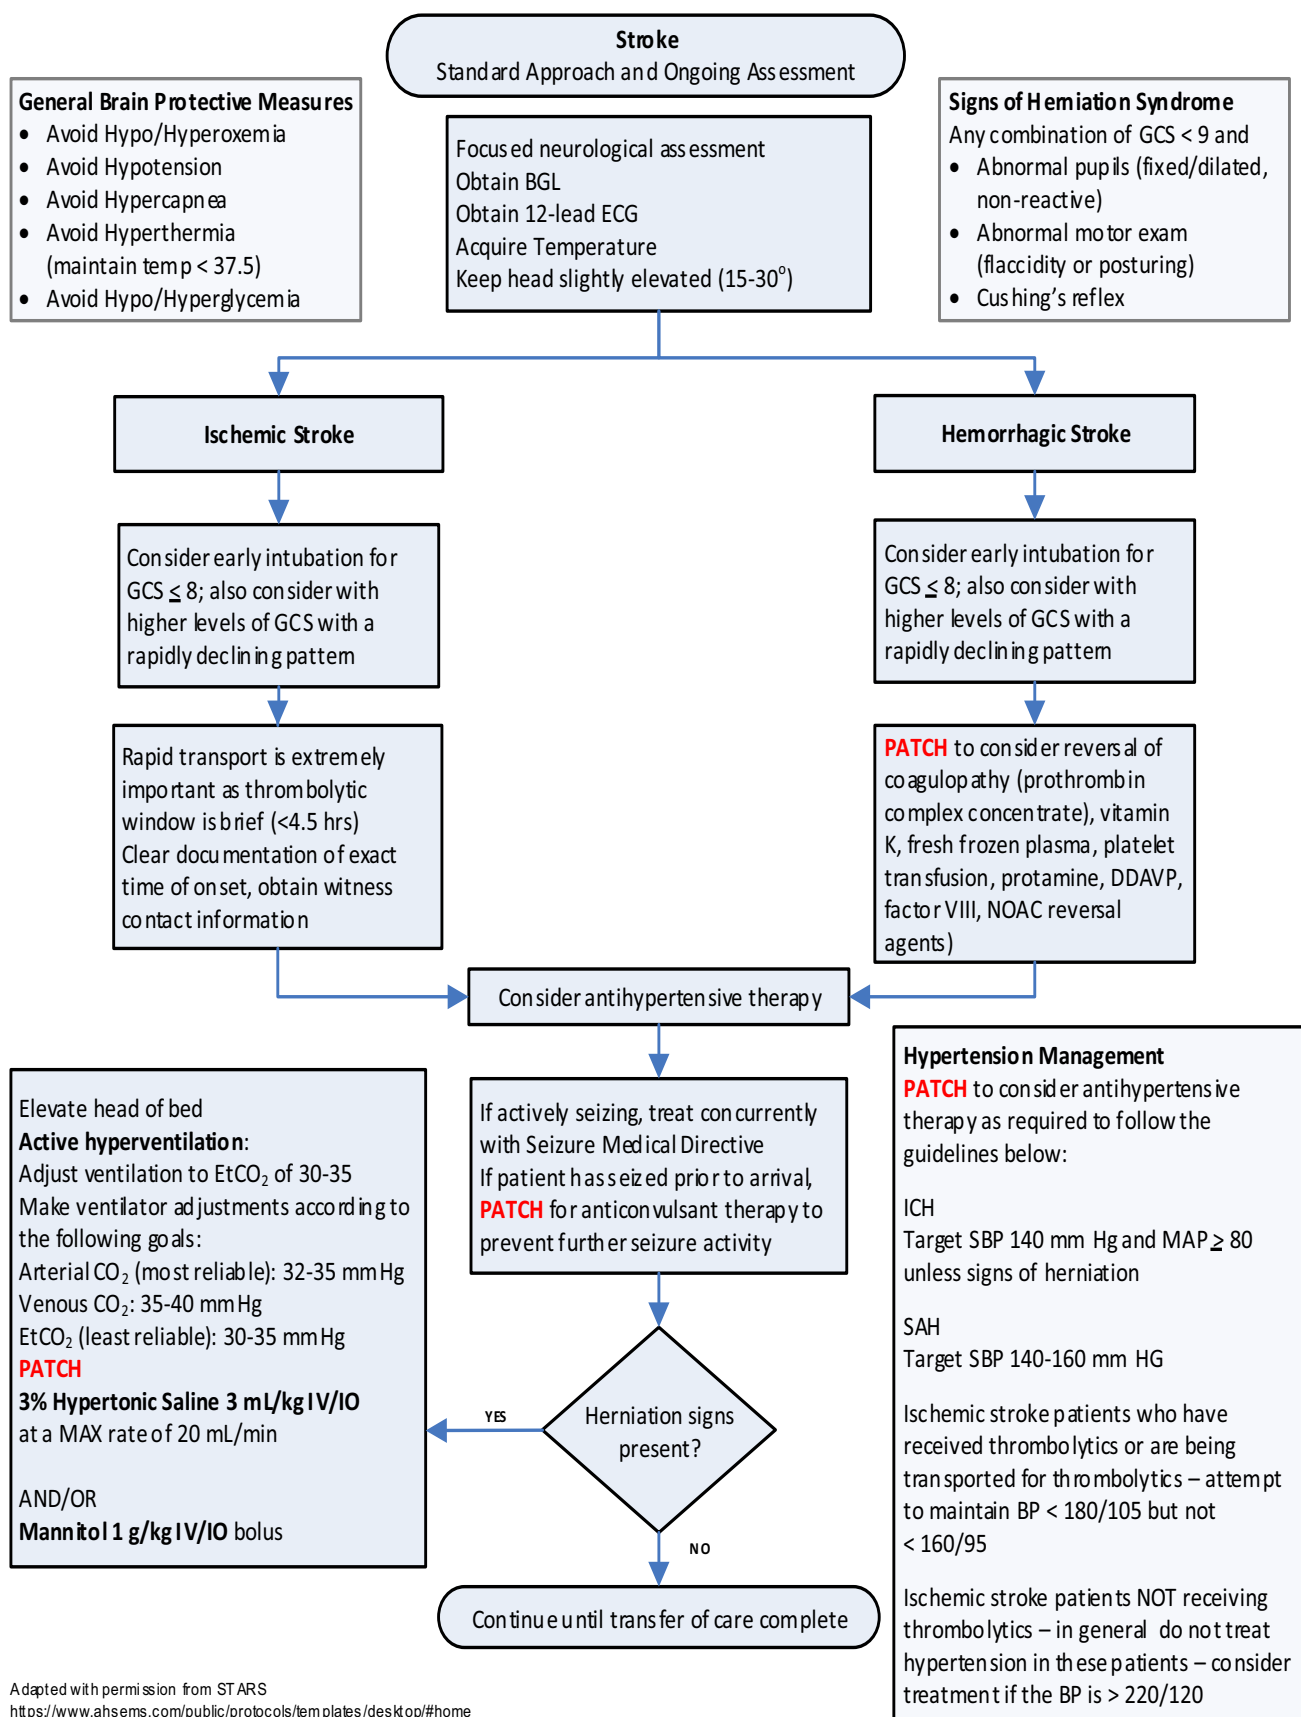 Stroke
Standard Approach and Ongoing Assessment
General Brain Protective Measures
• Avoid Hypo/Hyperoxemia
• Avoid Hypotension
• Avoid Hypercapnea
• Avoid Hyperthermia
(maintain temp < 37.5)
• Avoid Hypo/Hyperglycemia
Focused neurological assessment
Obtain BGL
Obtain 12-lead ECG
Acquire Temperature
Keep head slightly elevated (15-30°)
Signs of Herniation Syndrome
Any combination of GCS < 9 and
• Abnormal pupils (fixed/dilated,
non-reactive)
• Abnormal motor exam
(flaccidity or posturing)
• Cushing's reflex
Ischemic Stroke
Hemorrhagic Stroke
Consider early intubation for
GCS ≤ 8; also consider with
higher levels of GCS with a
rapidly declining pattern
Consider early intubation for
GCS ≤ 8; also consider with
higher levels of GCS with a
rapidly declining pattern
Rapid transport is extremely
important as thrombolytic
window is brief (<4.5 hrs)
Clear documentation of exact
time of onset, obtain witness
contact information
PATCH to consider reversal of
coagulopathy (prothrombin
complex concentrate), vitamin
K, fresh frozen plasma, platelet
transfusion, protamine, DDAVP,
factor VIII, NOAC reversal
agents)
Consider antihypertensive therapy
If actively seizing, treat concurrently
with Seizure Medical Directive
If patient has seized prior to arrival,
PATCH for anticonvulsant therapy to
prevent further seizure activity
Herniation signs
present?
YES
NO
Elevate head of bed
Active hyperventilation:
Adjust ventilation to EtCO₂ of 30-35
Make ventilator adjustments according to
the following goals:
Arterial CO₂ (most reliable): 32-35 mmHg
Venous CO₂: 35-40 mmHg
EtCO₂ (least reliable): 30-35 mmHg
PATCH
3% Hypertonic Saline 3 mL/kg IV/IO
at a MAX rate of 20 mL/min
AND/OR
Mannitol 1 g/kg IV/IO bolus
Continue until transfer of care complete
Hypertension Management
PATCH to consider antihypertensive
therapy as required to follow the
guidelines below:
ICH
Target SBP 140 mm Hg and MAP ≥ 80
unless signs of herniation
SAH
Target SBP 140-160 mm HG
Ischemic stroke patients who have
received thrombolytics or are being
transported for thrombolytics – attempt
to maintain BP < 180/105 but not
< 160/95
Ischemic stroke patients NOT receiving
thrombolytics – in general do not treat
hypertension in these patients – consider
treatment if the BP is > 220/120
Adapted with permission from STARS
https://www.ahsems.com/public/protocols/templates/desktop/#home